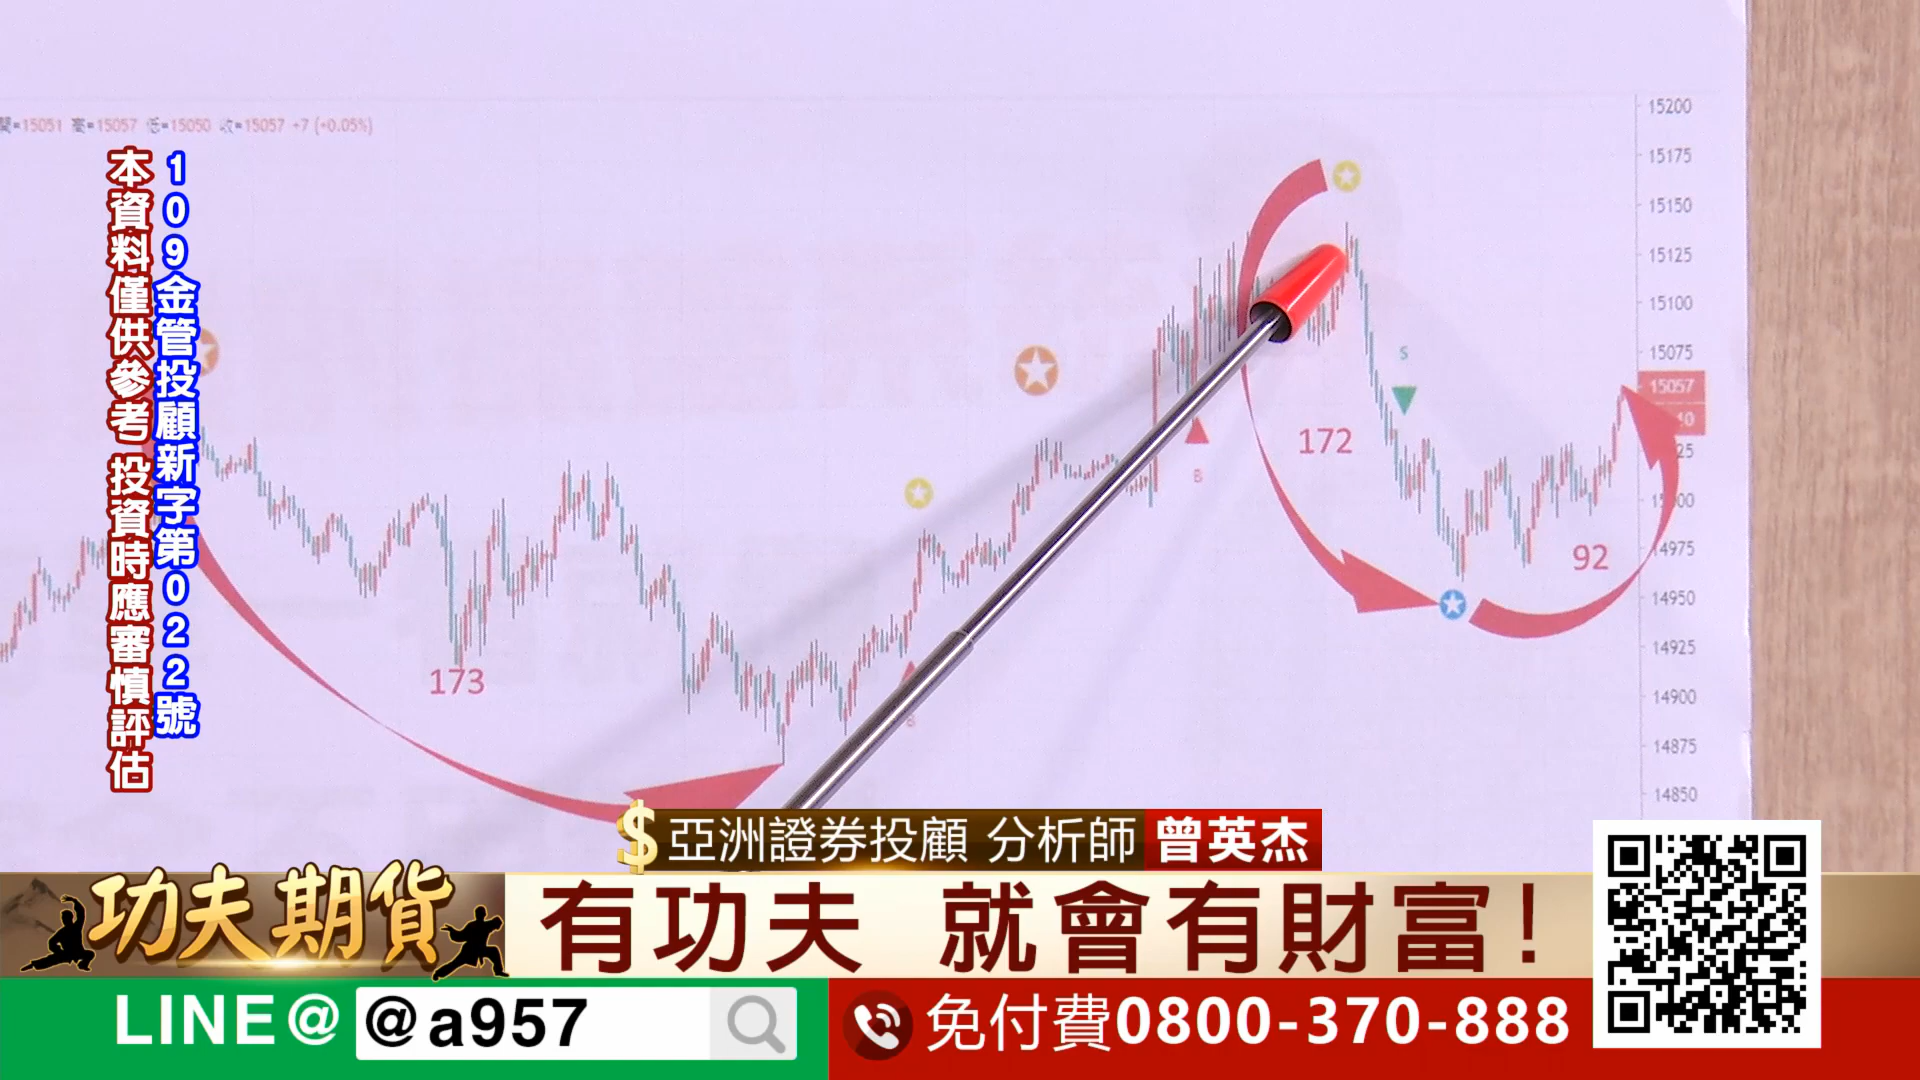 開=15051 高=15057 低=15050 收=15057 +7 (+0.05%)
109金管投顧新字第022號
本資料僅供參考 投資時應審慎評估
15200
15175
15150
15125
15100
15075
15057
14975
14950
14925
14900
14875
14850
S
B
B
172
92
173
亞洲證券投顧 分析師 曾英杰
功夫期貨
有功夫 就會有財富!
LINE@ @a957
免付費0800-370-888